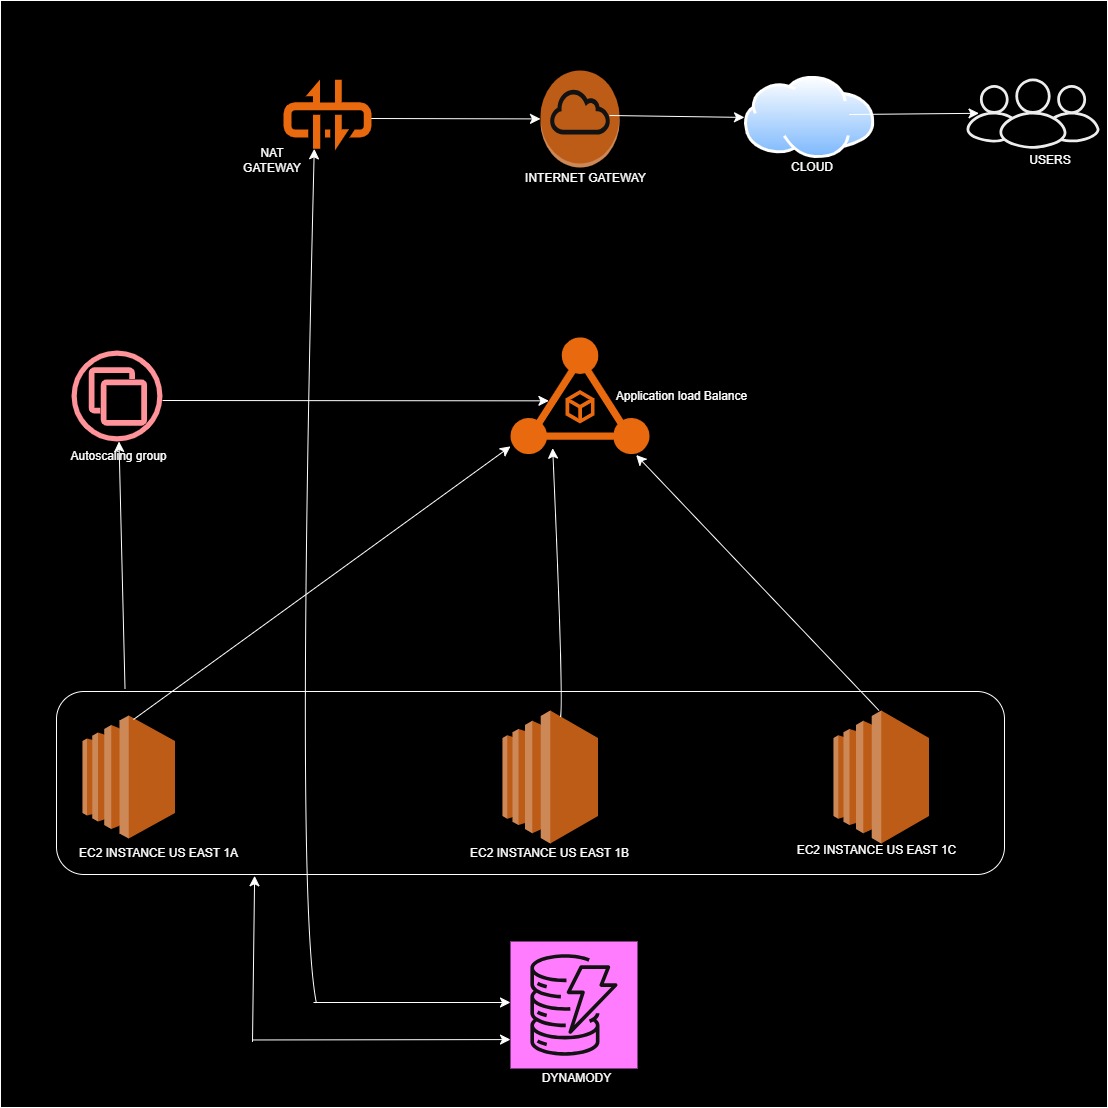 NAT
GATEWAY
INTERNET GATEWAY
CLOUD
USERS
Application load Balance
Autoscaling group
EC2 INSTANCE US EAST 1A
EC2 INSTANCE US EAST 1B
EC2 INSTANCE US EAST 1C
DYNAMODY